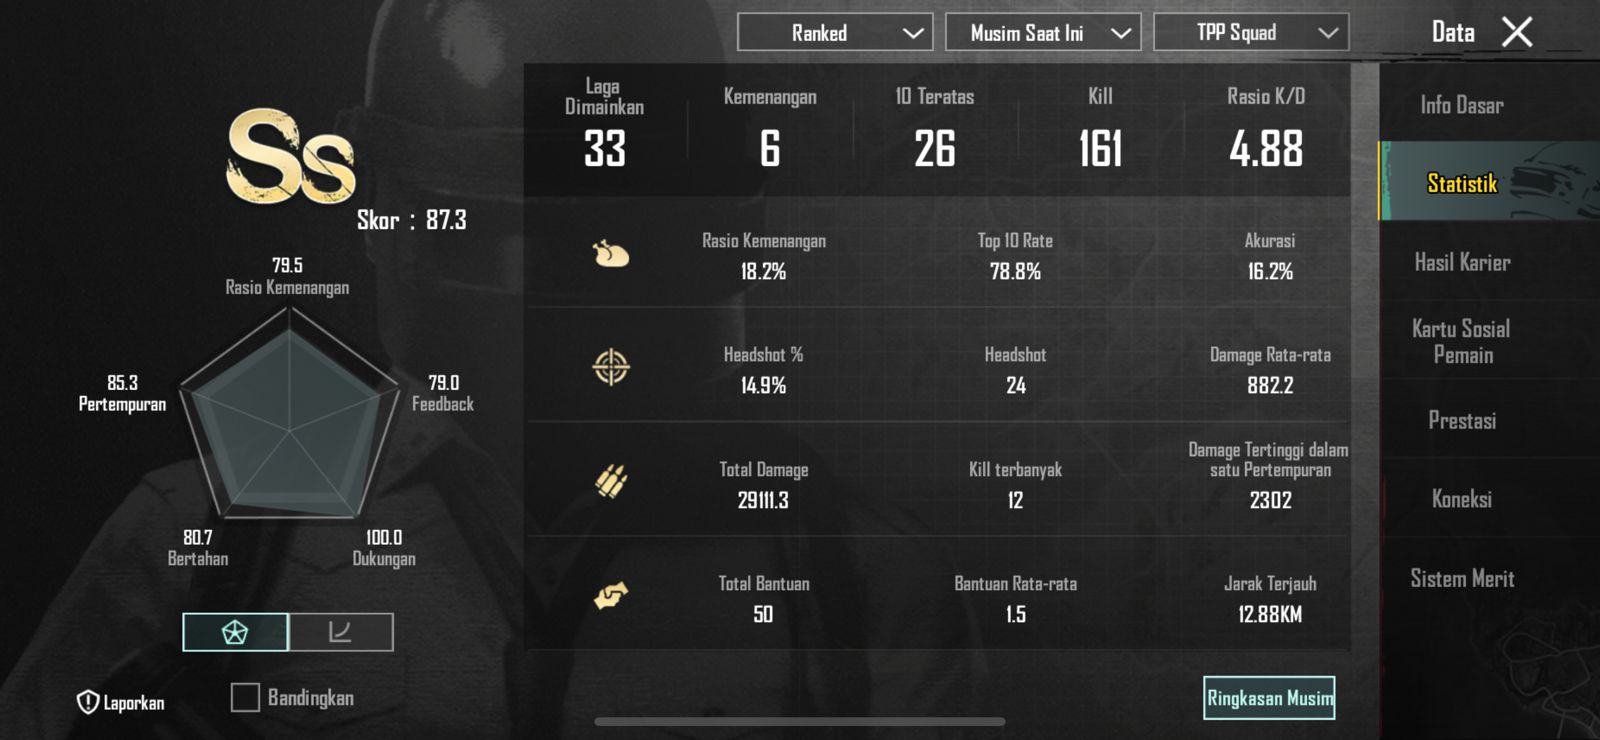 Ranked
Musim Saat Ini
TPP Squad
Data
Ss
Skor : 87.3
79.5
Rasio Kemenangan
85.3
Pertempuran
79.0
Feedback
80.7
Bertahan
100.0
Dukungan
Laporkan
Bandingkan
Laga
Dimainkan
33
Kemenangan
6
10 Teratas
26
Kill
161
Rasio K/D
4.88
Rasio Kemenangan
18.2%
Top 10 Rate
78.8%
Akurasi
16.2%
Headshot %
14.9%
Headshot
24
Damage Rata-rata
882.2
Total Damage
29111.3
Kill terbanyak
12
Damage Tertinggi dalam
satu Pertempuran
2302
Total Bantuan
50
Bantuan Rata-rata
1.5
Jarak Terjauh
12.88KM
Ringkasan Musim
Info Dasar
Statistik
Hasil Karier
Kartu Sosial
Pemain
Prestasi
Koneksi
Sistem Merit